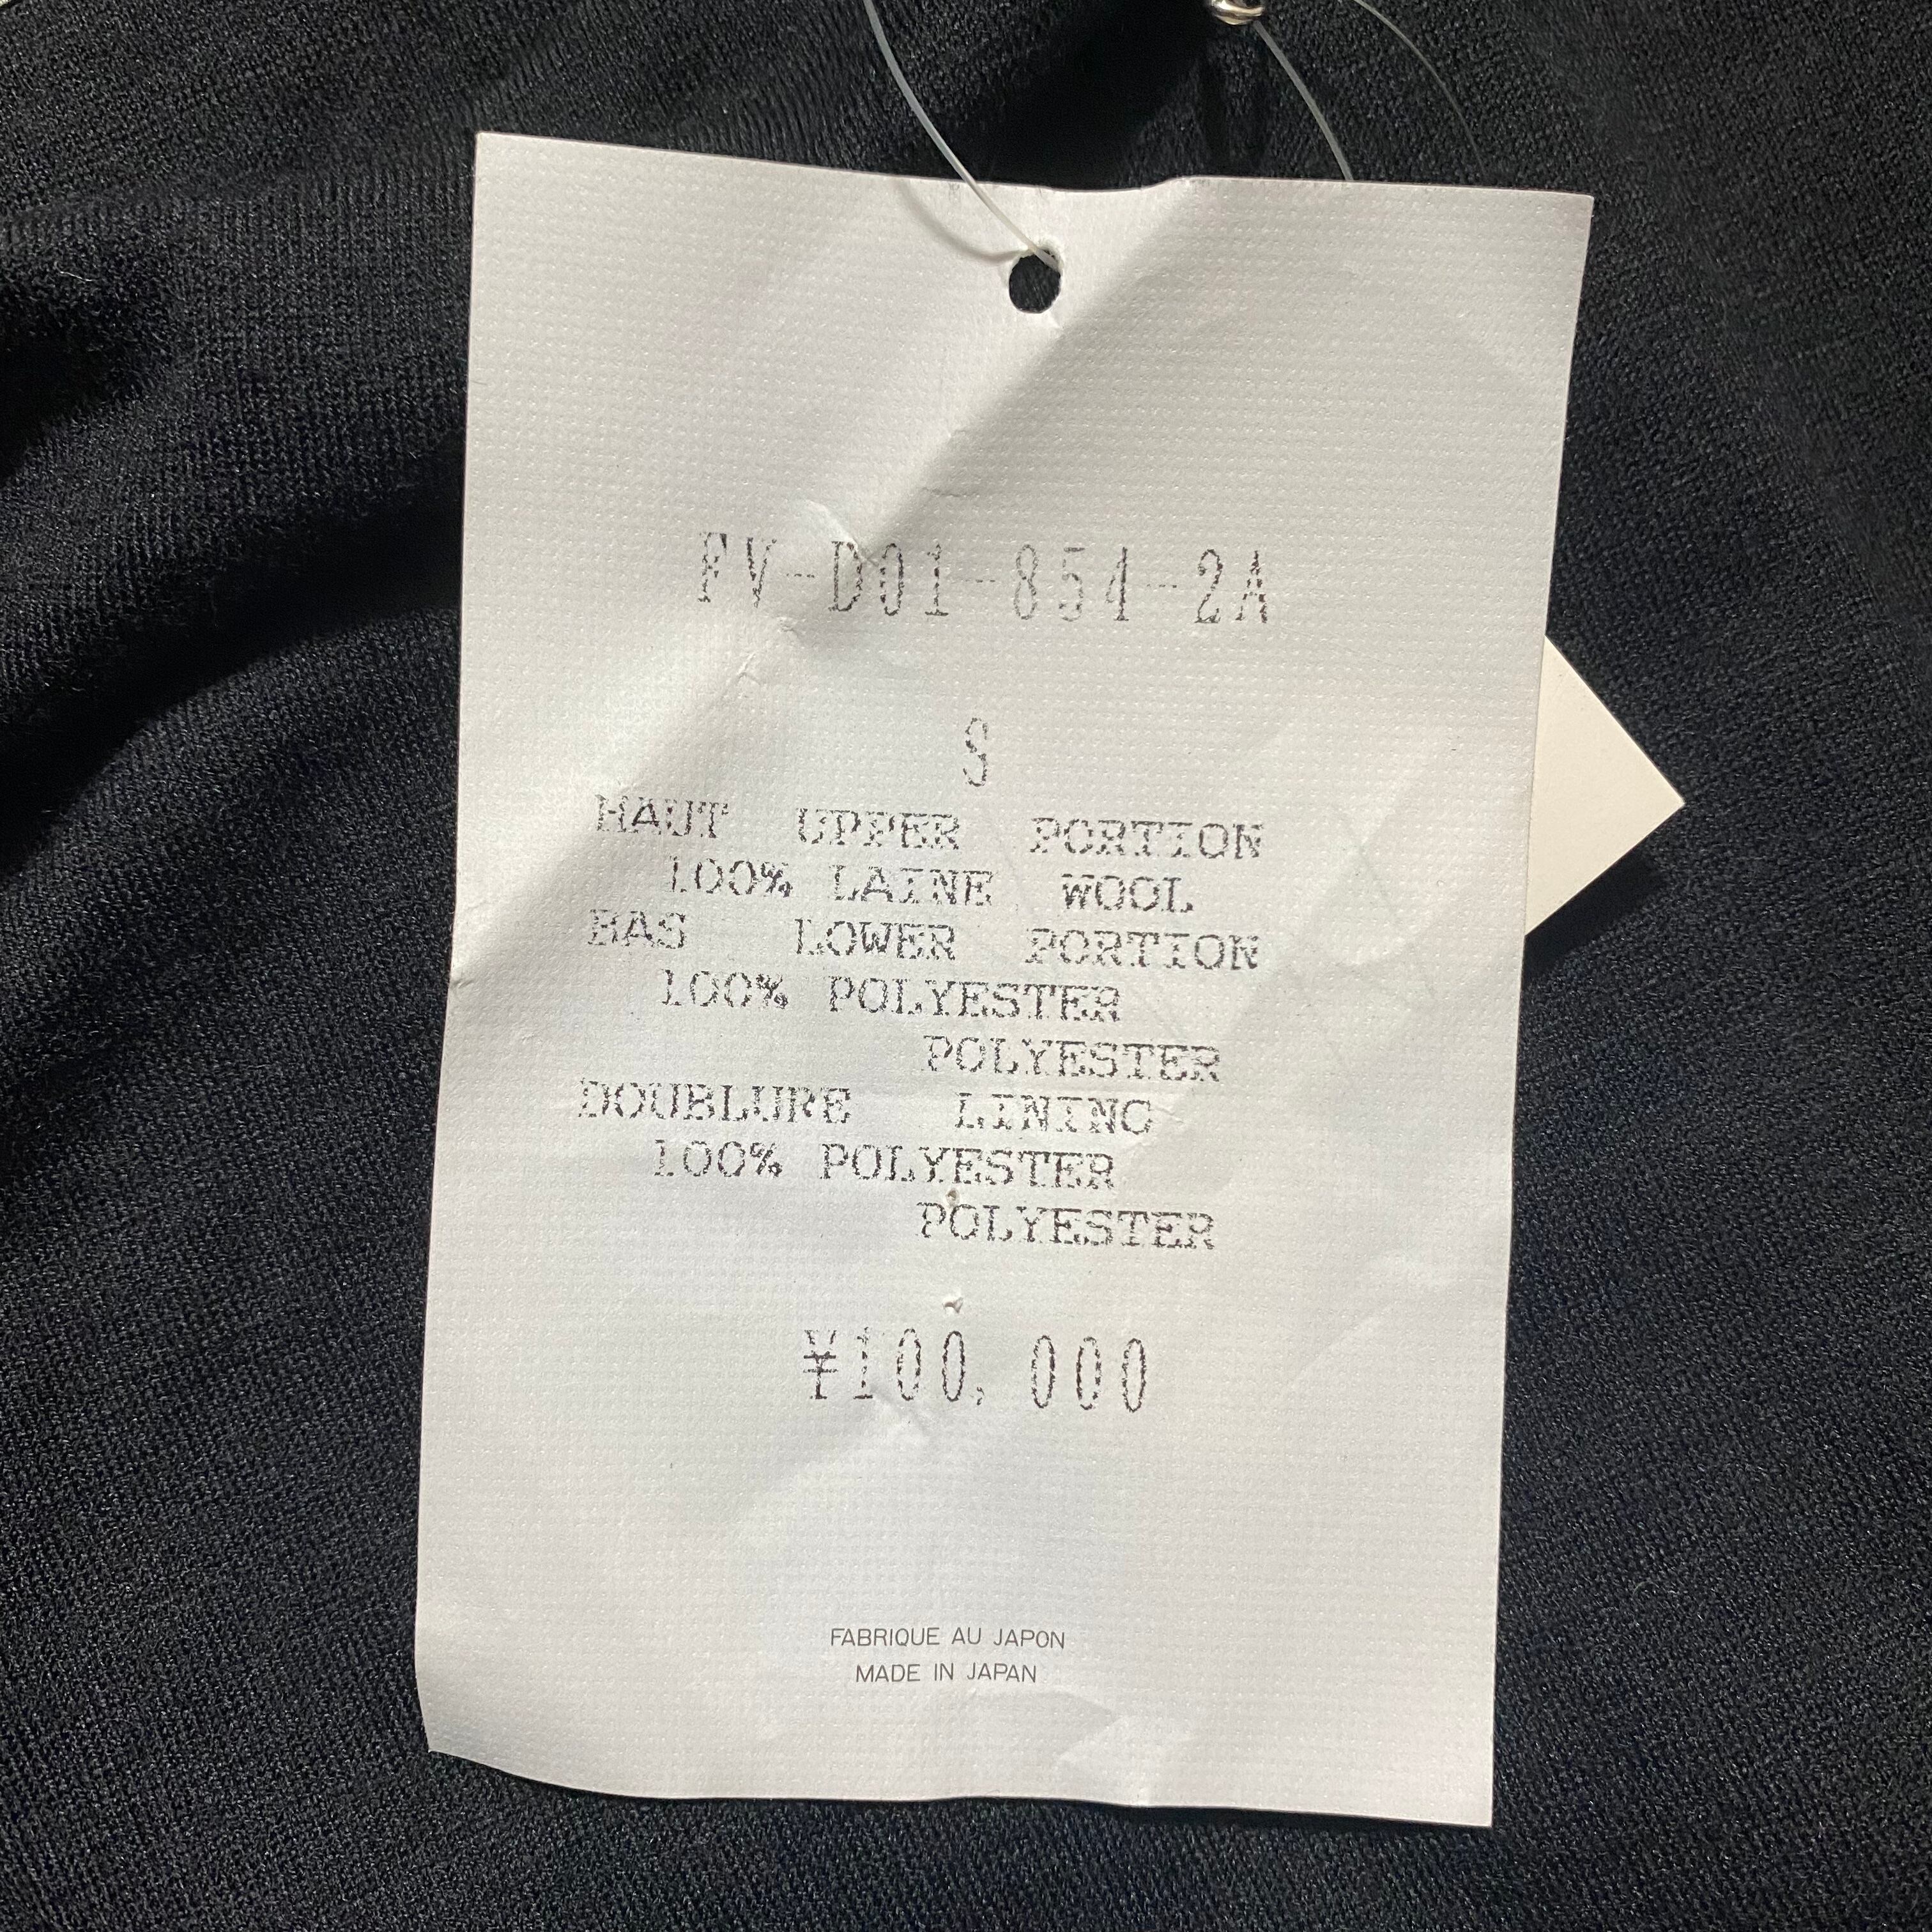 FV-D01-854-2A
S
HAUT UPPER PORTION
100% LAINE WOOL
BAS LOWER PORTION
100% POLYESTER
POLYESTER
DOUBLURE LINING
100% POLYESTER
POLYESTER
¥100,000
FABRIQUE AU JAPON
MADE IN JAPAN